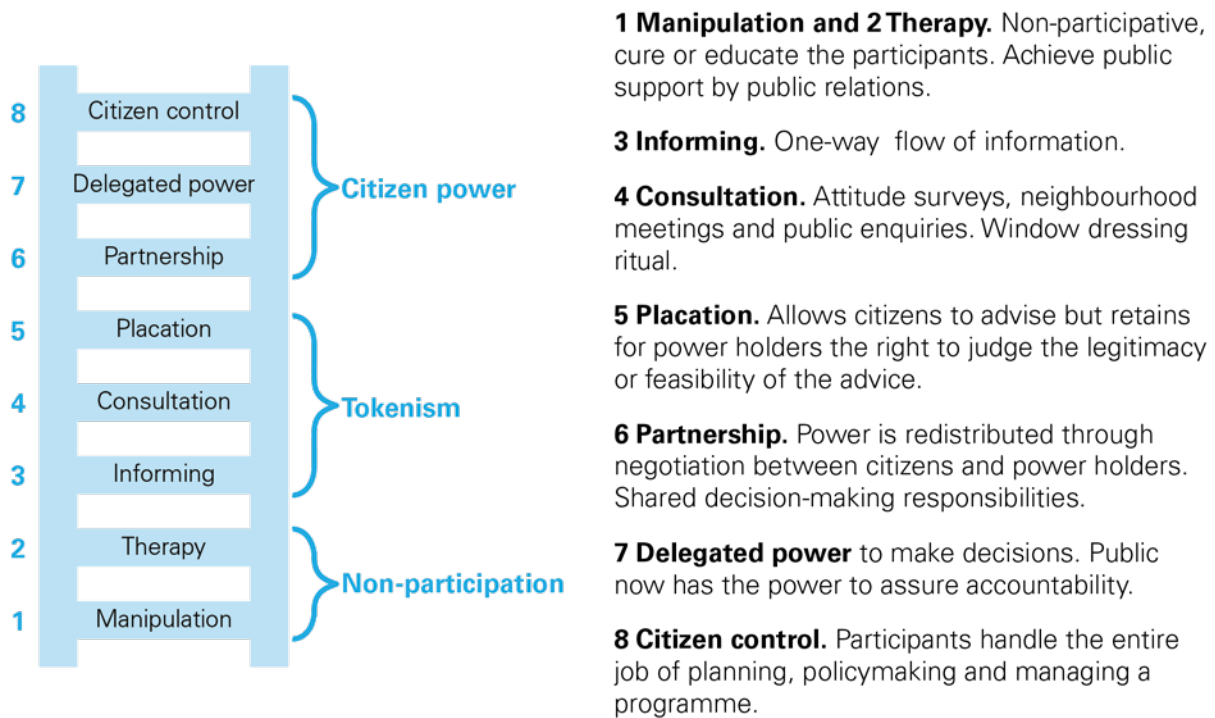 8 Citizen control
7 Delegated power
Citizen power
6 Partnership
5 Placation
4 Consultation
Tokenism
3 Informing
2 Therapy
Non-participation
1 Manipulation
1 Manipulation and 2 Therapy. Non-participative,
cure or educate the participants. Achieve public
support by public relations.
3 Informing. One-way flow of information.
4 Consultation. Attitude surveys, neighbourhood
meetings and public enquiries. Window dressing
ritual.
5 Placation. Allows citizens to advise but retains
for power holders the right to judge the legitimacy
or feasibility of the advice.
6 Partnership. Power is redistributed through
negotiation between citizens and power holders.
Shared decision-making responsibilities.
7 Delegated power to make decisions. Public
now has the power to assure accountability.
8 Citizen control. Participants handle the entire
job of planning, policymaking and managing a
programme.